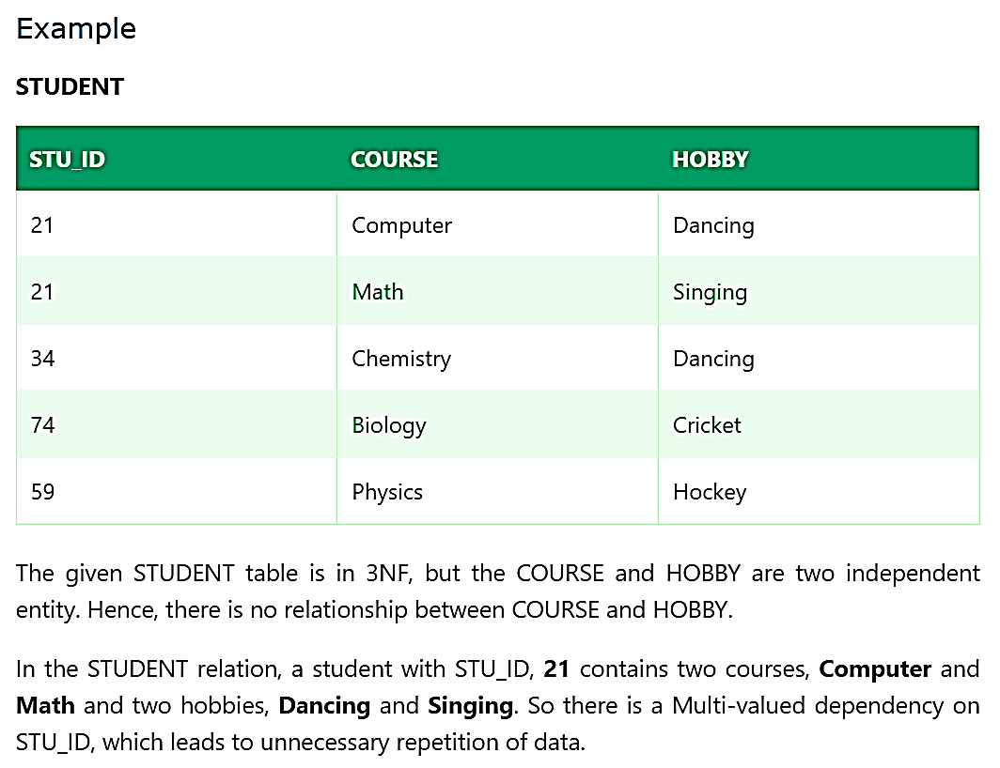 Example
STUDENT
STU_ID COURSE HOBBY
21 Computer Dancing
21 Math Singing
34 Chemistry Dancing
74 Biology Cricket
59 Physics Hockey
The given STUDENT table is in 3NF, but the COURSE and HOBBY are two independent
entity. Hence, there is no relationship between COURSE and HOBBY.
In the STUDENT relation, a student with STU_ID, 21 contains two courses, Computer and
Math and two hobbies, Dancing and Singing. So there is a Multi-valued dependency on
STU_ID, which leads to unnecessary repetition of data.